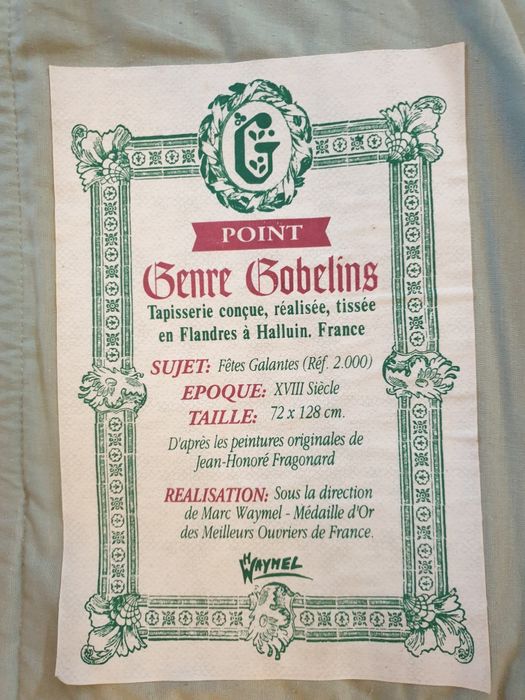 G
POINT
Genre Gobelins
Tapisserie conçue, réalisée, tissée
en Flandres à Halluin. France
SUJET: Fêtes Galantes (Réf. 2.000)
EPOQUE: XVIII Siècle
TAILLE: 72 x 128 cm.
D'après les peintures originales de
Jean-Honoré Fragonard
REALISATION: Sous la direction
de Marc Waymel - Médaille d'Or
des Meilleurs Ouvriers de France.
H WAYMEL